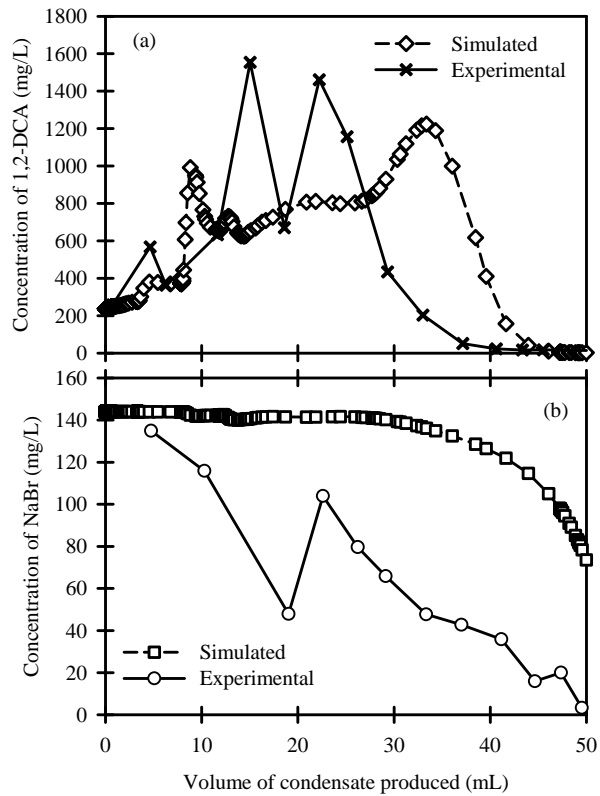 1800
1600
1400
1200
1000
800
600
400
200
0
Concentration of 1,2-DCA (mg/L)
(a)
Simulated
Experimental
160
140
120
100
80
60
40
20
0
Concentration of NaBr (mg/L)
(b)
Simulated
Experimental
0 10 20 30 40 50
Volume of condensate produced (mL)